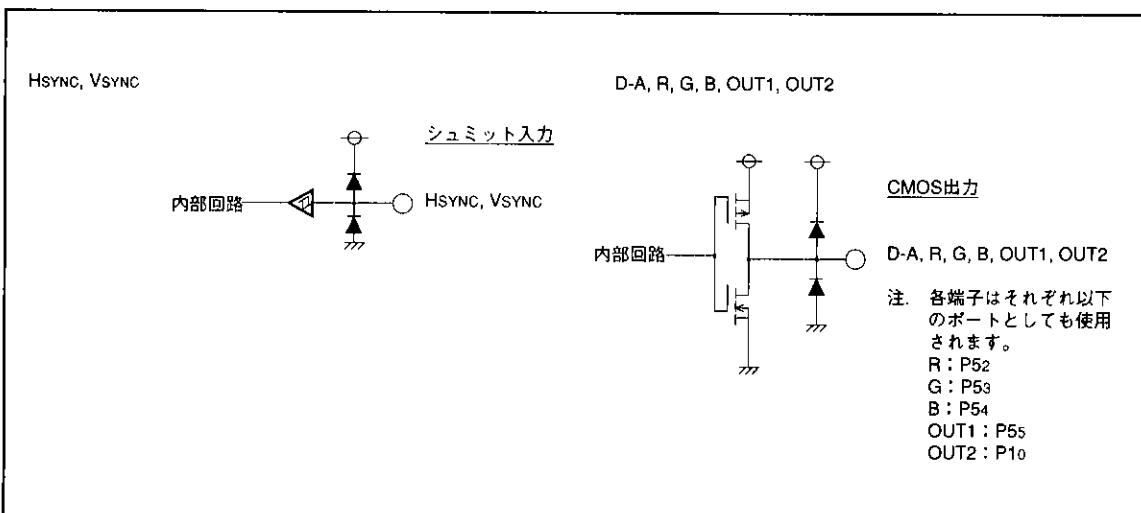 HSYNC, VSYNC
シュミット入力
内部回路
HSYNC, VSYNC
D-A, R, G, B, OUT1, OUT2
CMOS出力
内部回路
D-A, R, G, B, OUT1, OUT2
注. 各端子はそれぞれ以下
のポートとしても使用
されます。
R：P52
G：P53
B：P54
OUT1：P55
OUT2：P10